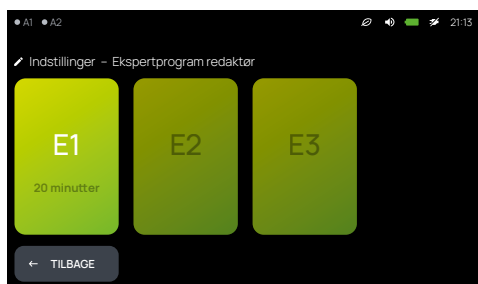 A1 A2 21:13
Indstillinger – Ekspertprogram redaktør
E1 E2 E3
20 minutter
← TILBAGE